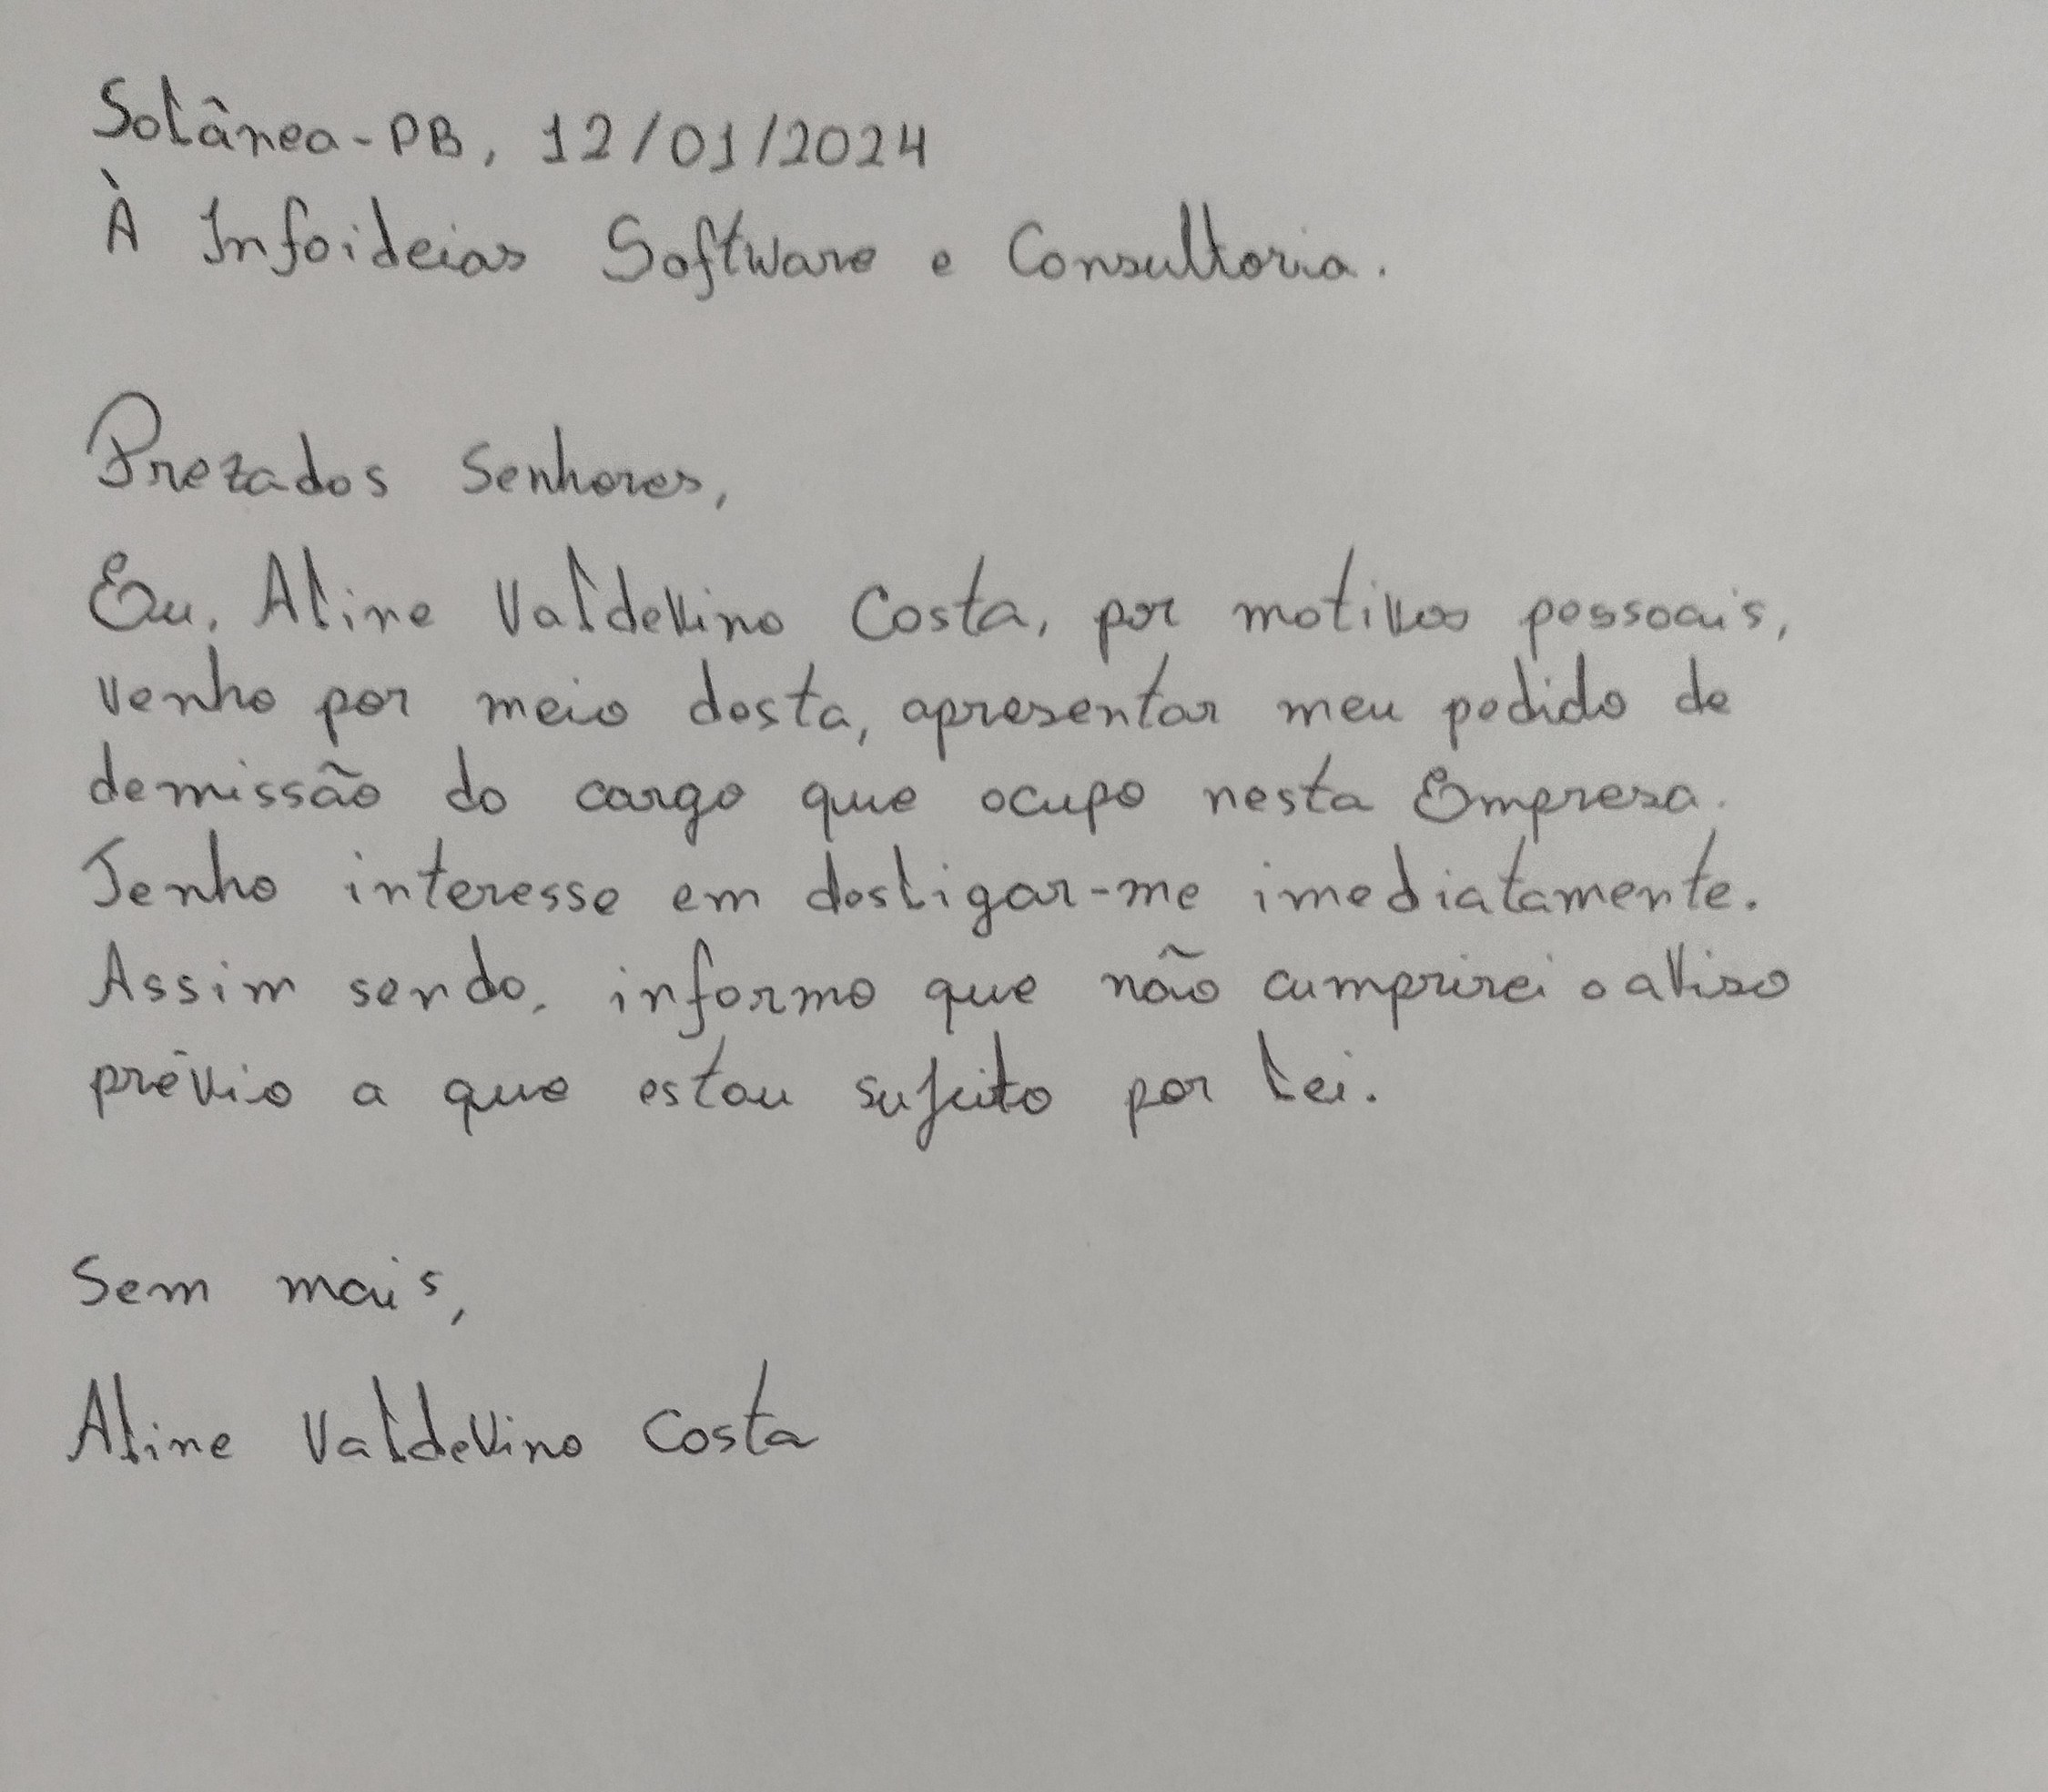 Solânea-PB, 12/01/2024
À Infoideias Software e Consultoria.
Prezados Senhores,
Eu, Aline Valdevino Costa, por motivos pessoais,
venho por meio desta, apresentar meu pedido de
demissão do cargo que ocupo nesta Empresa.
Tenho interesse em desligar-me imediatamente.
Assim sendo, informo que não cumprirei o aviso
prévio a que estou sujeito por lei.
Sem mais,
Aline Valdevino Costa